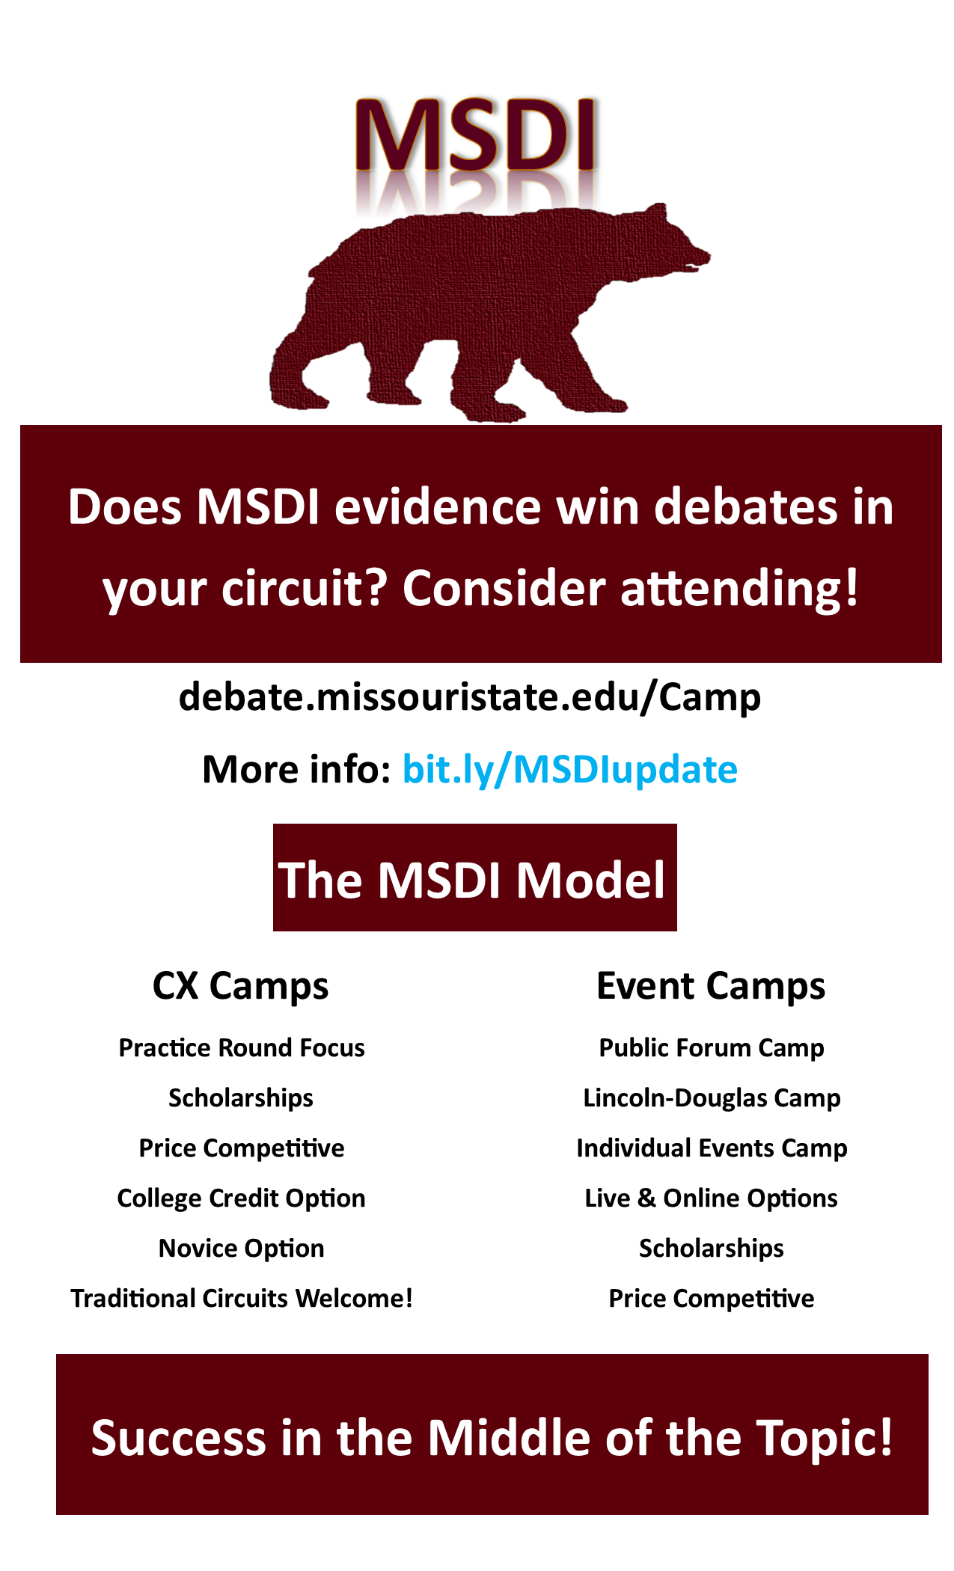 MSDI
Does MSDI evidence win debates in
your circuit? Consider attending!
debate.missouristate.edu/Camp
More info: bit.ly/MSDIupdate
The MSDI Model
CX Camps
Practice Round Focus
Scholarships
Price Competitive
College Credit Option
Novice Option
Traditional Circuits Welcome!
Event Camps
Public Forum Camp
Lincoln-Douglas Camp
Individual Events Camp
Live & Online Options
Scholarships
Price Competitive
Success in the Middle of the Topic!